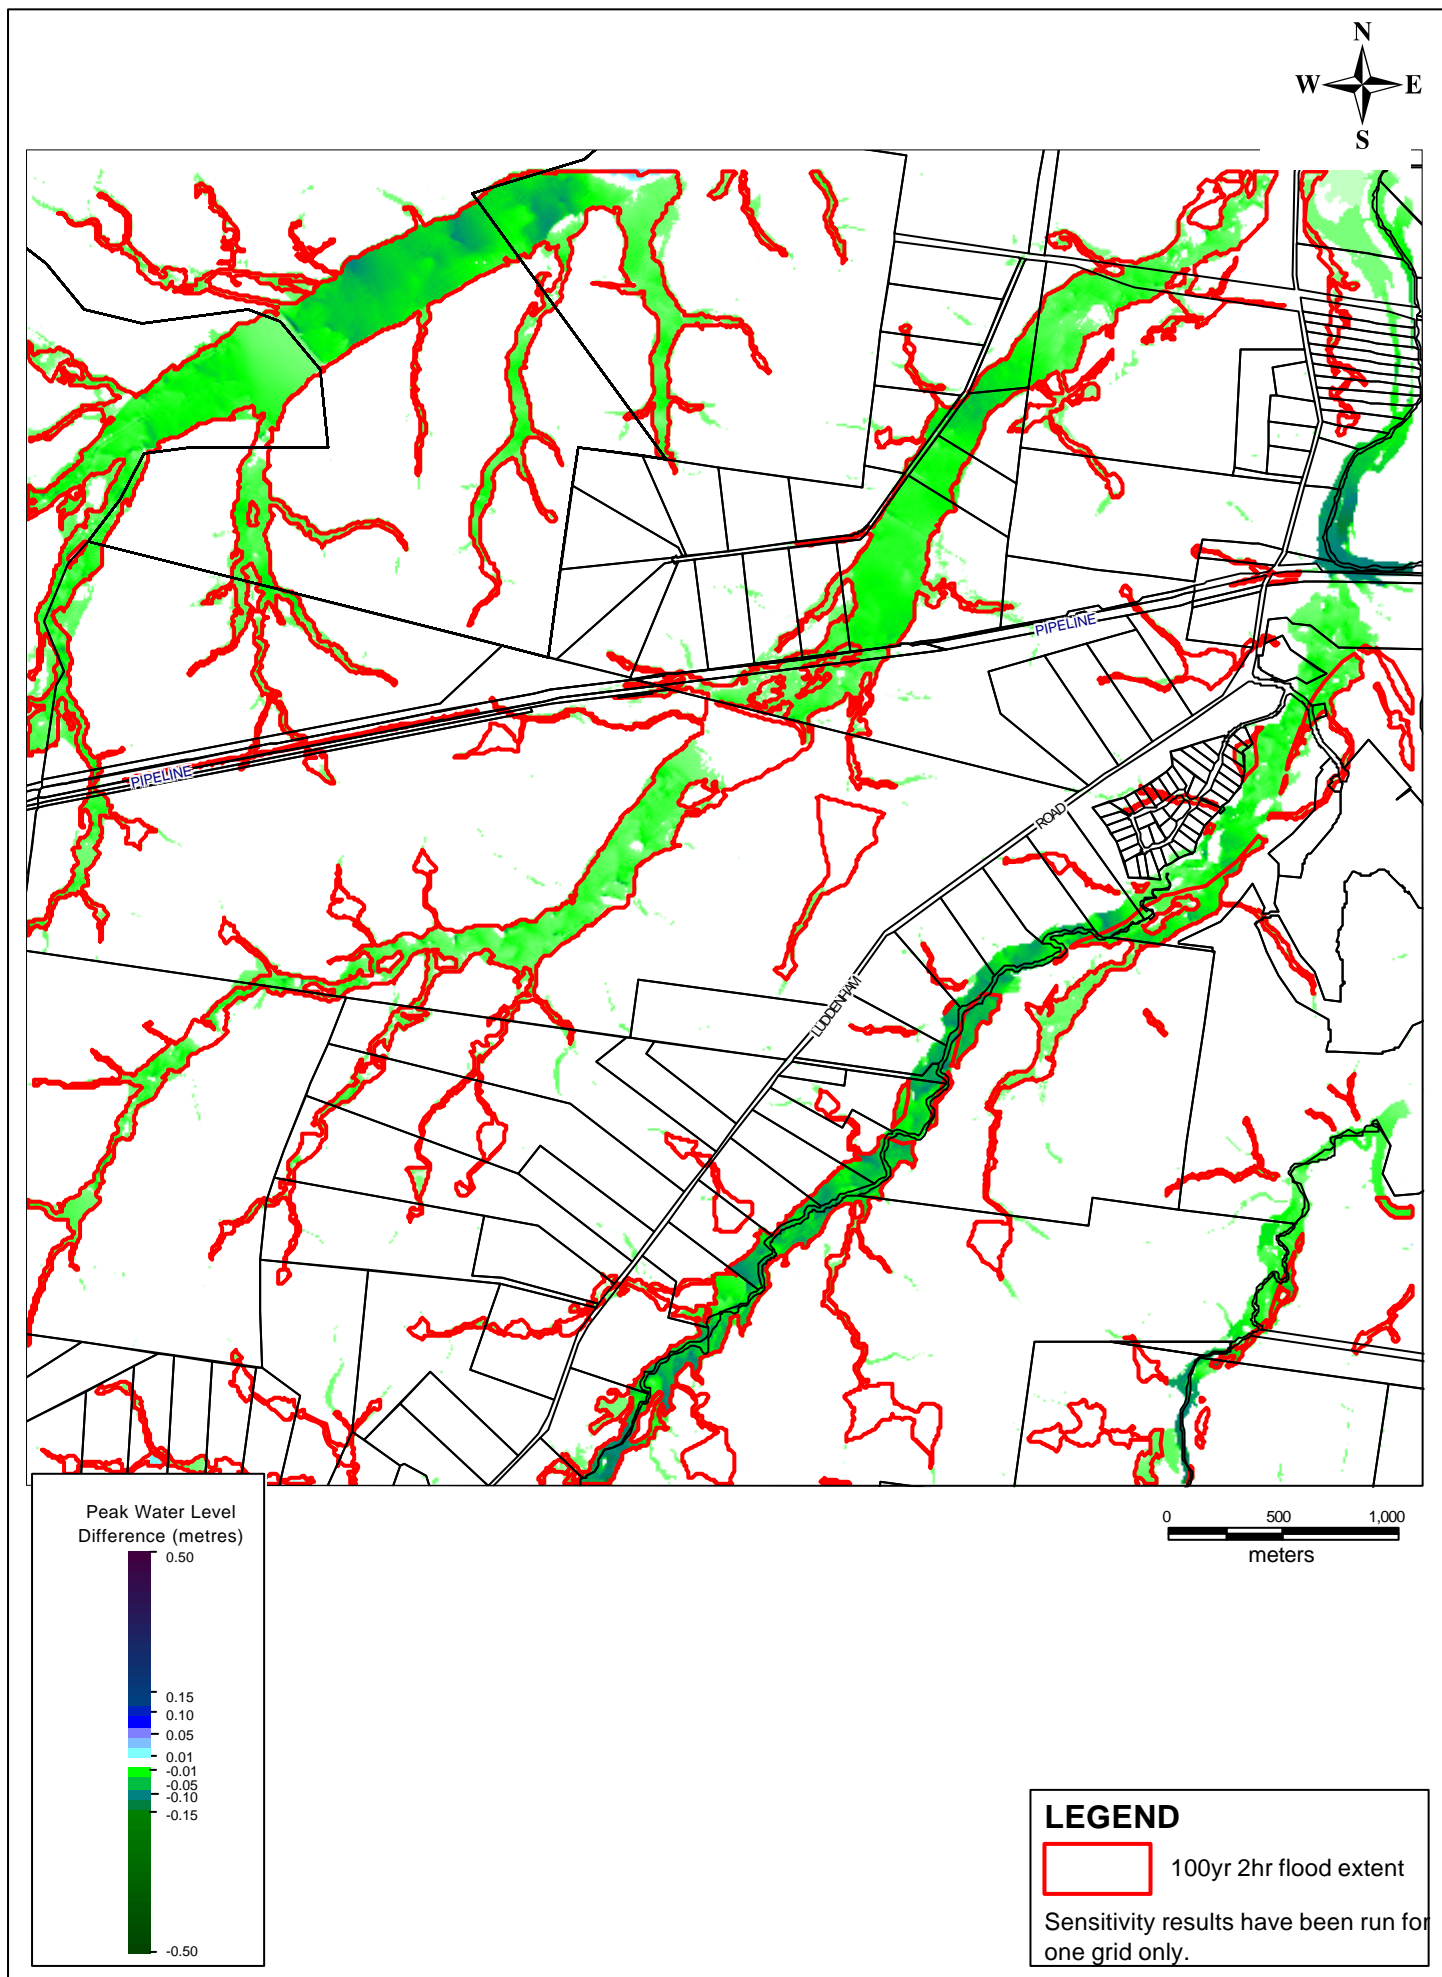 N
W E
S
PIPELINE
PIPELINE
ROAD
LUDDENHAM
0 500 1,000
meters
Peak Water Level
Difference (metres)
0.50
0.15
0.10
0.05
0.01
-0.01
-0.05
-0.10
-0.15
-0.50
LEGEND
100yr 2hr flood extent
Sensitivity results have been run for
one grid only.